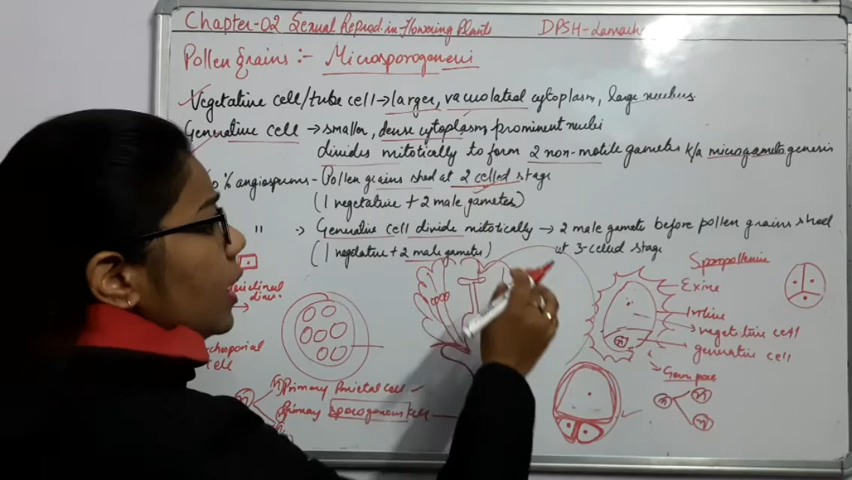 Chapter-02 Sexual Reprod. in flowering Plants DPSH-Lamach
Pollen Grains :- Microsporogenesis
Vegetative cell/tube cell → larger, vacuolated cytoplasm, large nucleus.
Generative cell → smaller, dense cytoplasm, prominent nuclei
divides mitotically to form 2 non-motile gametes k/a microgametogenesis
0% angiosperms - Pollen grains shed at 2 celled stage
(1 vegetative + 2 male gametes)
" → Generative cell divide mitotically → 2 male gamets before pollen grains shed
(1 vegetative + 2 male gametes) at 3-celled stage
Sporopollenin
Exine
Intine
vegetative cell
generative cell
Germ pore
cell
Primary Parietal cell
Primary sporogenous cell